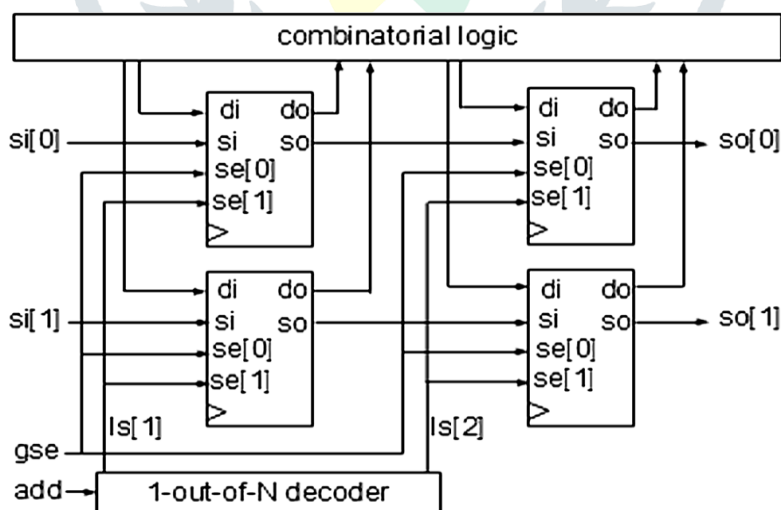 combinatorial logic
di do
si so
se[0]
se[1]
di do
si so
se[0]
se[1]
si[0]
so[0]
di do
si so
se[0]
se[1]
di do
si so
se[0]
se[1]
si[1]
so[1]
ls[1]
ls[2]
gse
add
1-out-of-N decoder